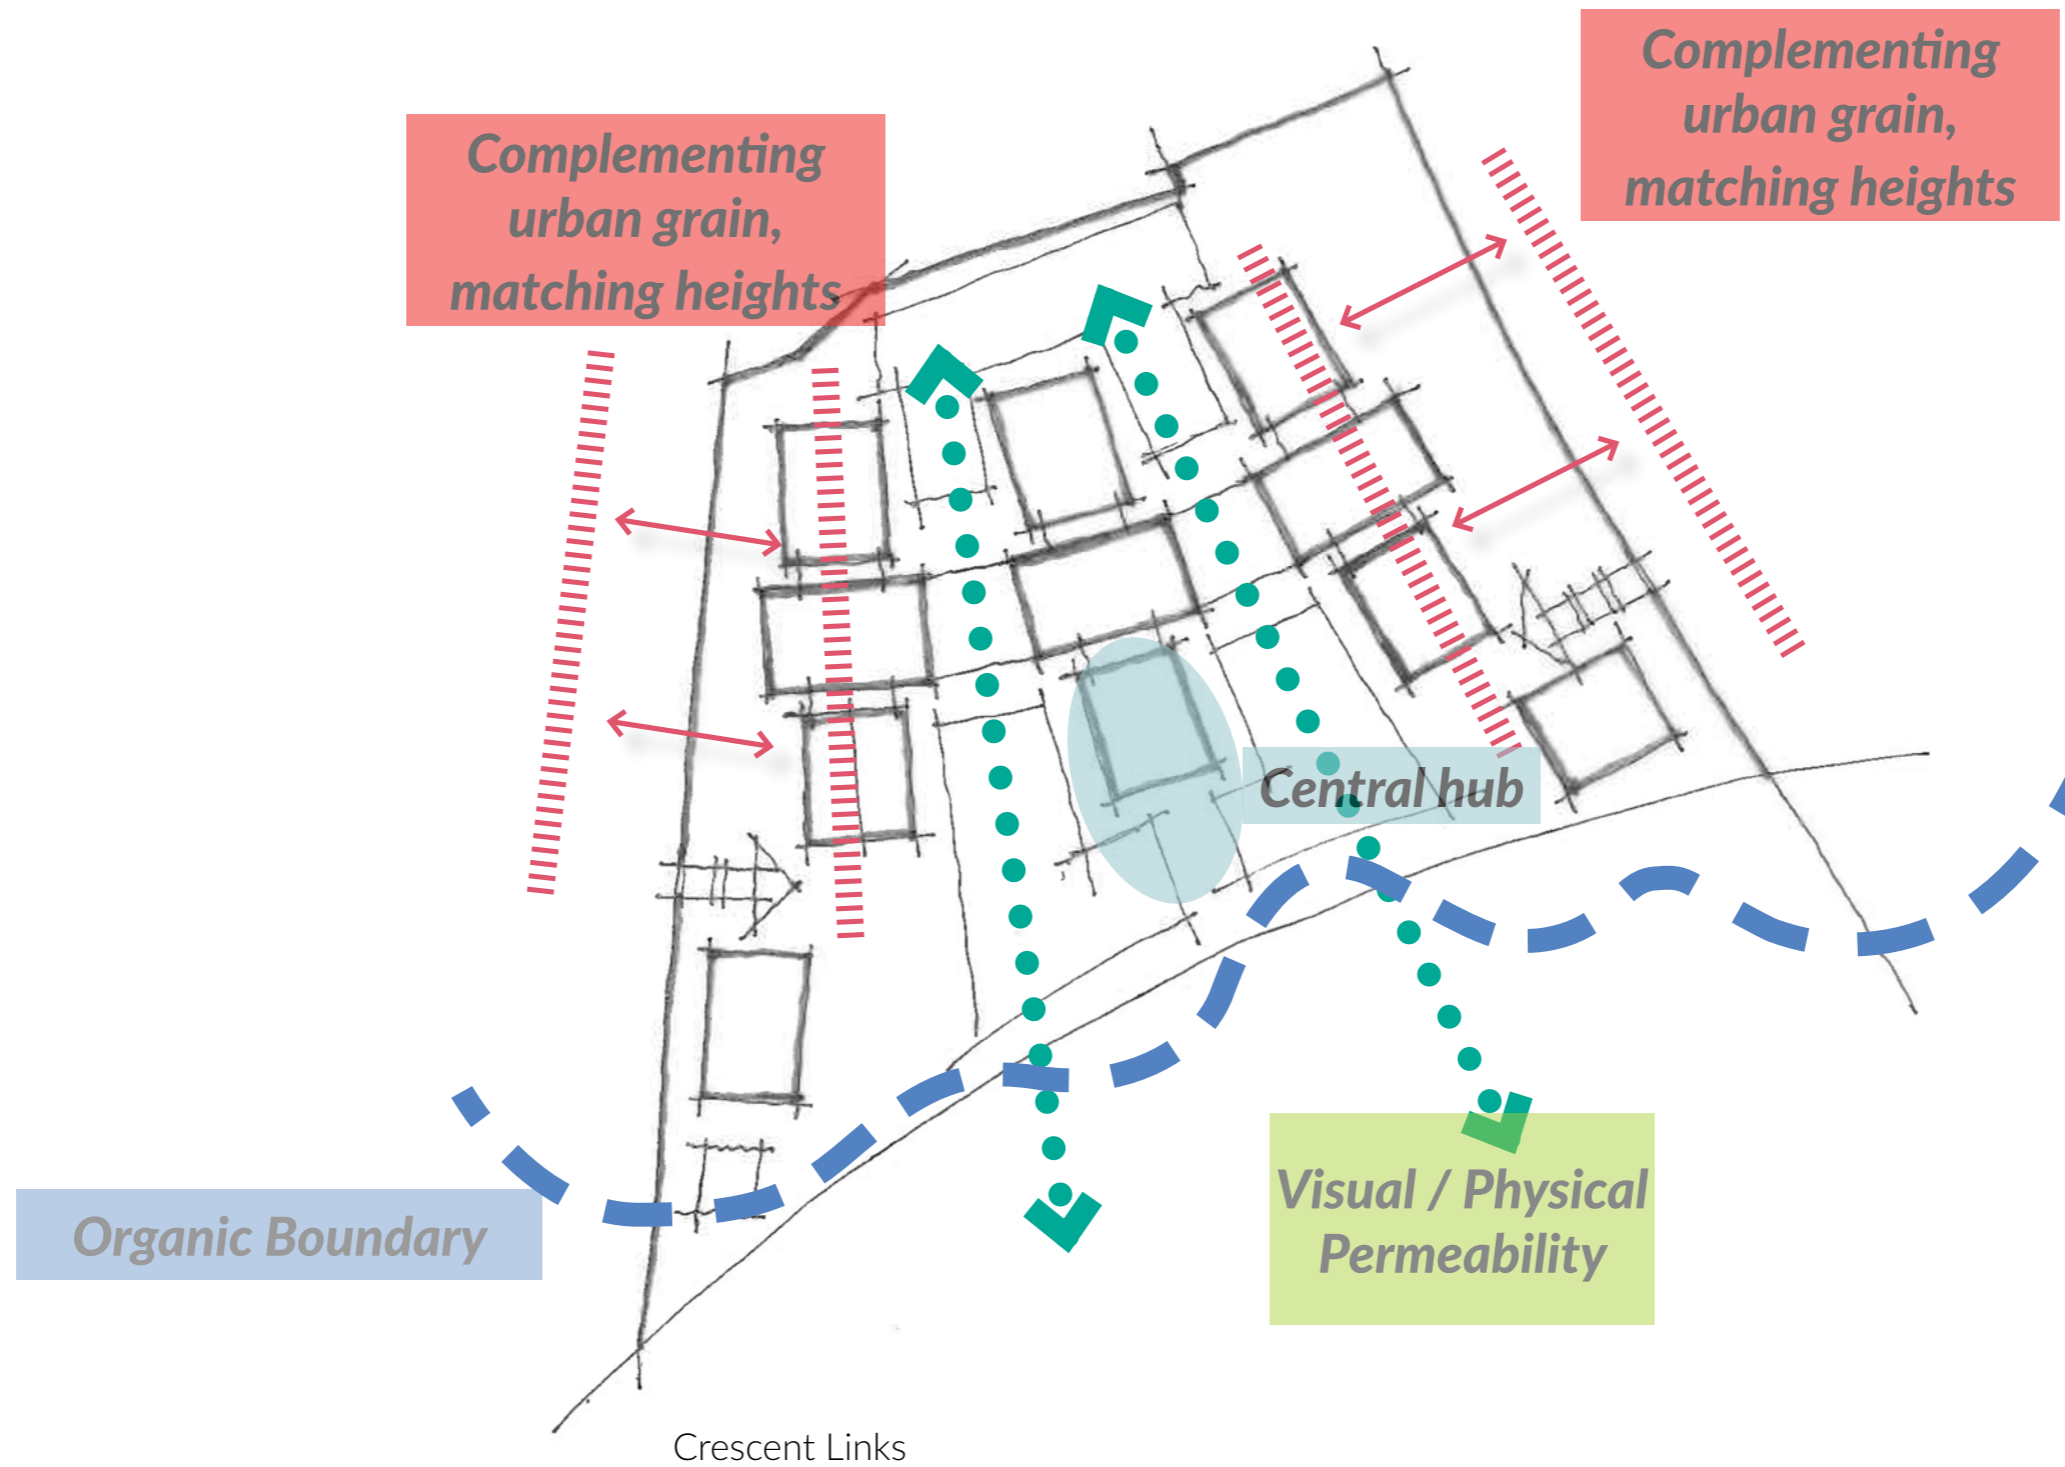 Complementing
urban grain,
matching heights
Complementing
urban grain,
matching heights
Central hub
Visual / Physical
Permeability
Organic Boundary
Crescent Links